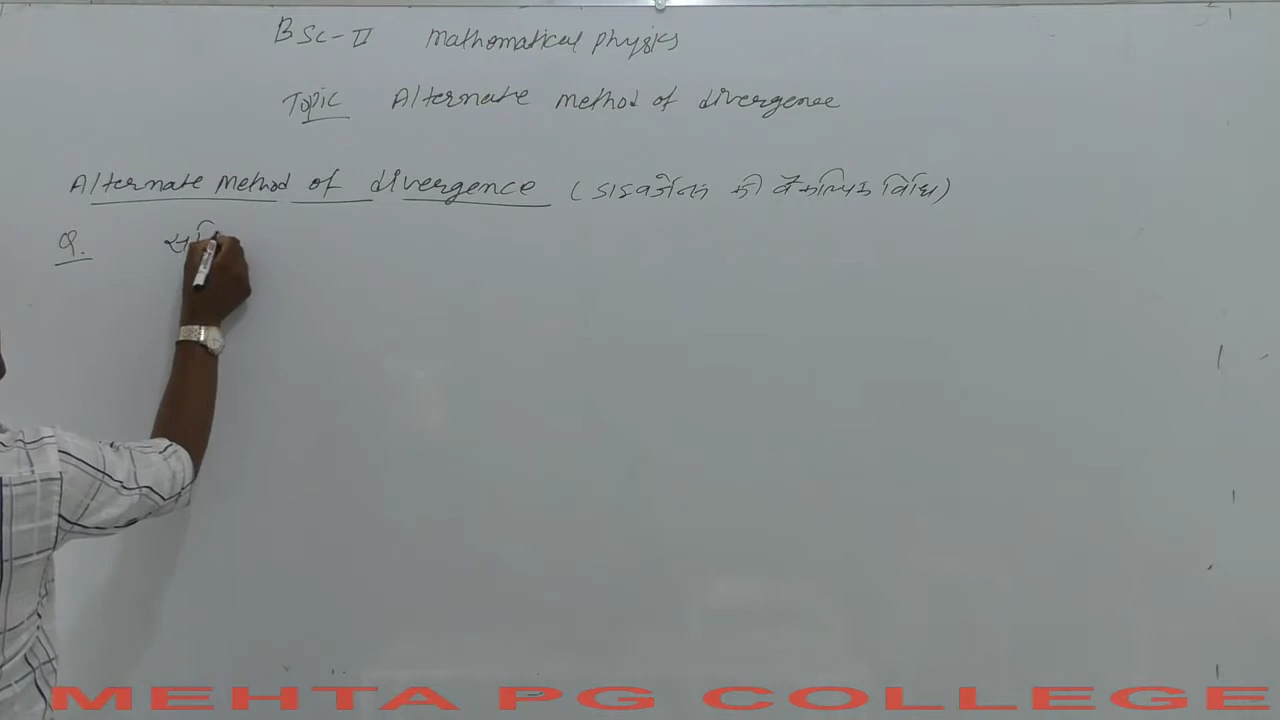 BSc-II Mathematical Physics
Topic Alternate method of divergence
Alternate Method of divergence (डाइवर्जेन्स की वैकल्पिक विधि)
Q.
MEHTA PG COLLEGE